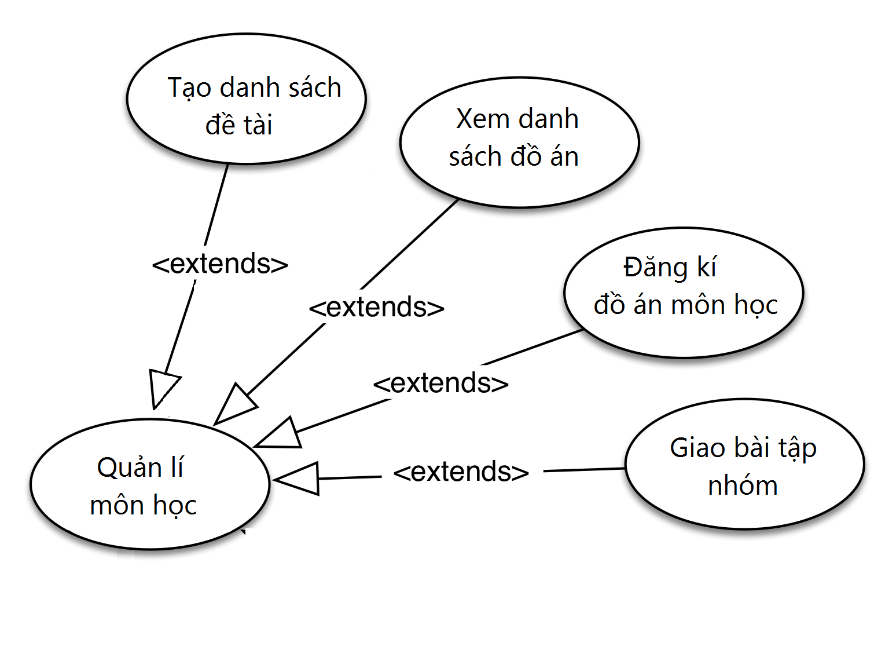 Tạo danh sách
đề tài
Xem danh
sách đồ án
<extends>
Đăng kí
đồ án môn học
<extends>
<extends>
Giao bài tập
nhóm
<extends>
Quản lí
môn học